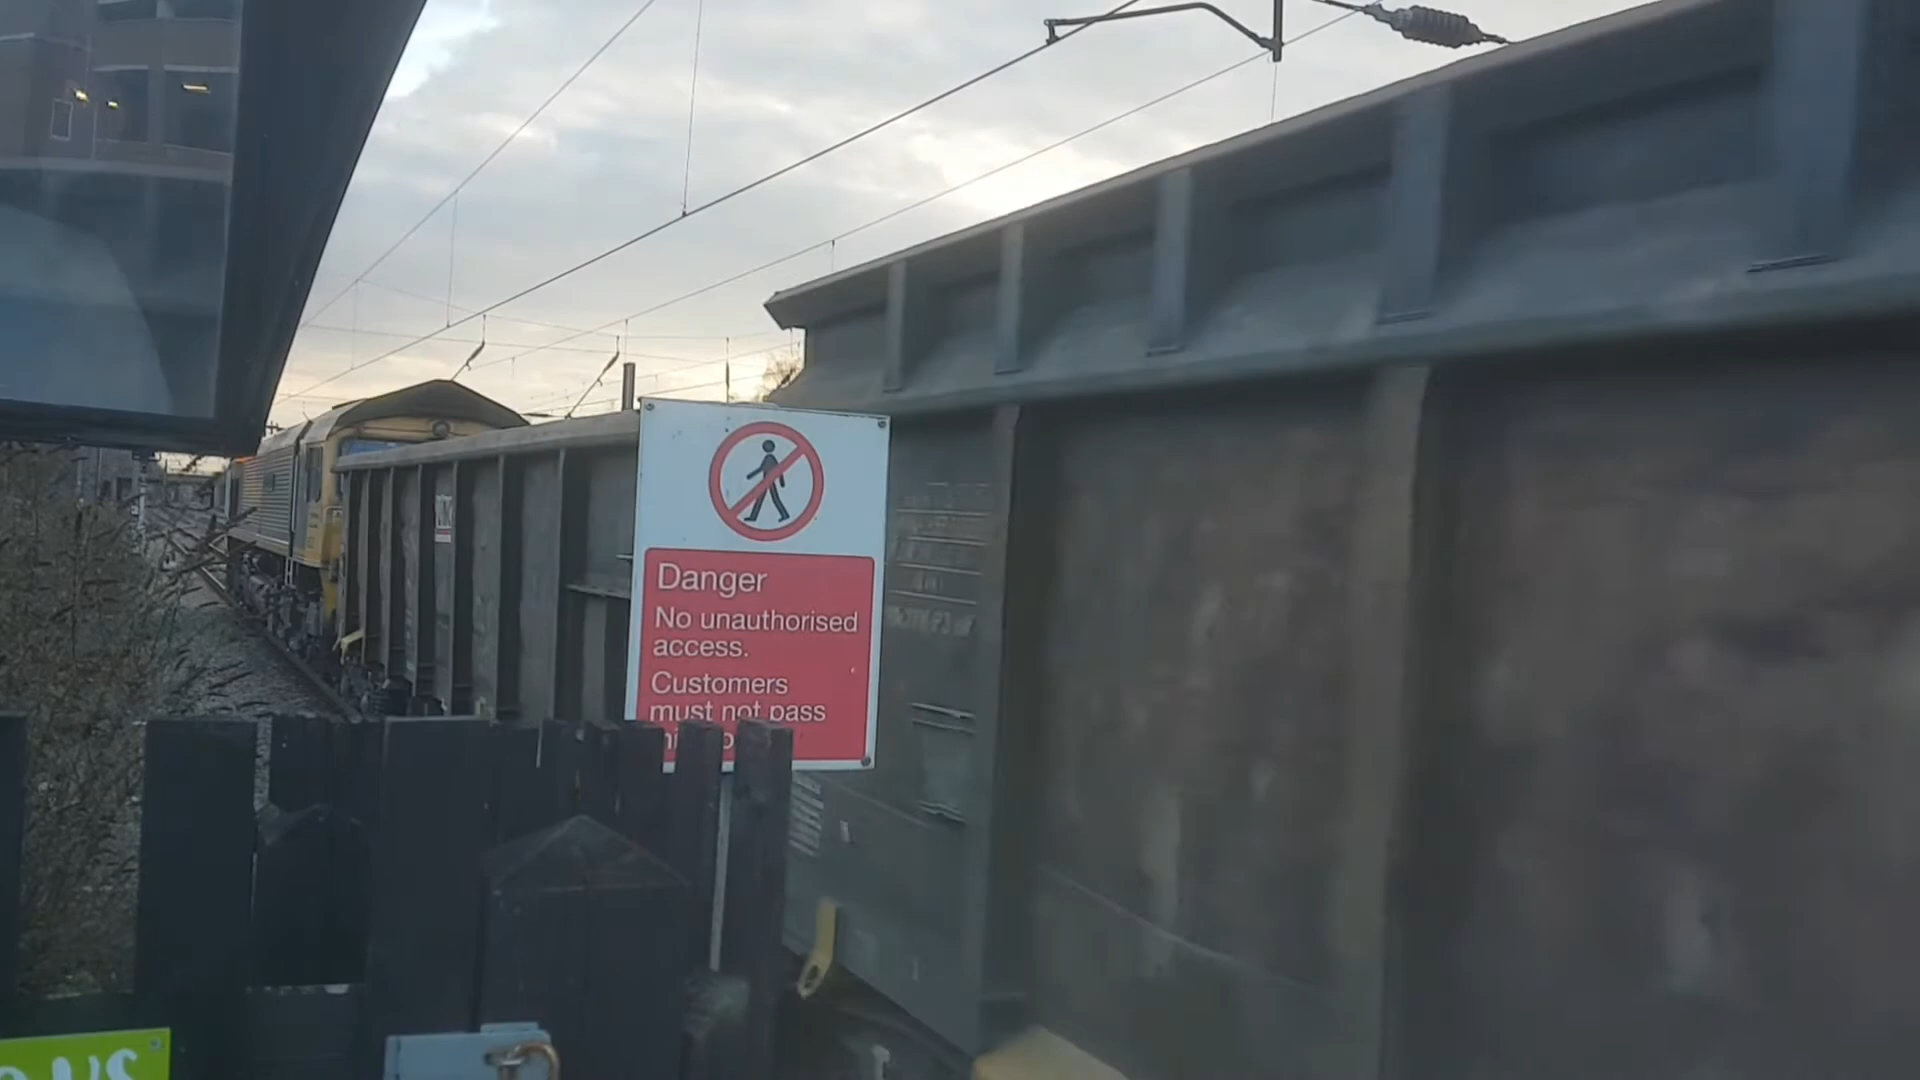 Danger
No unauthorised
access.
Customers
must not pass